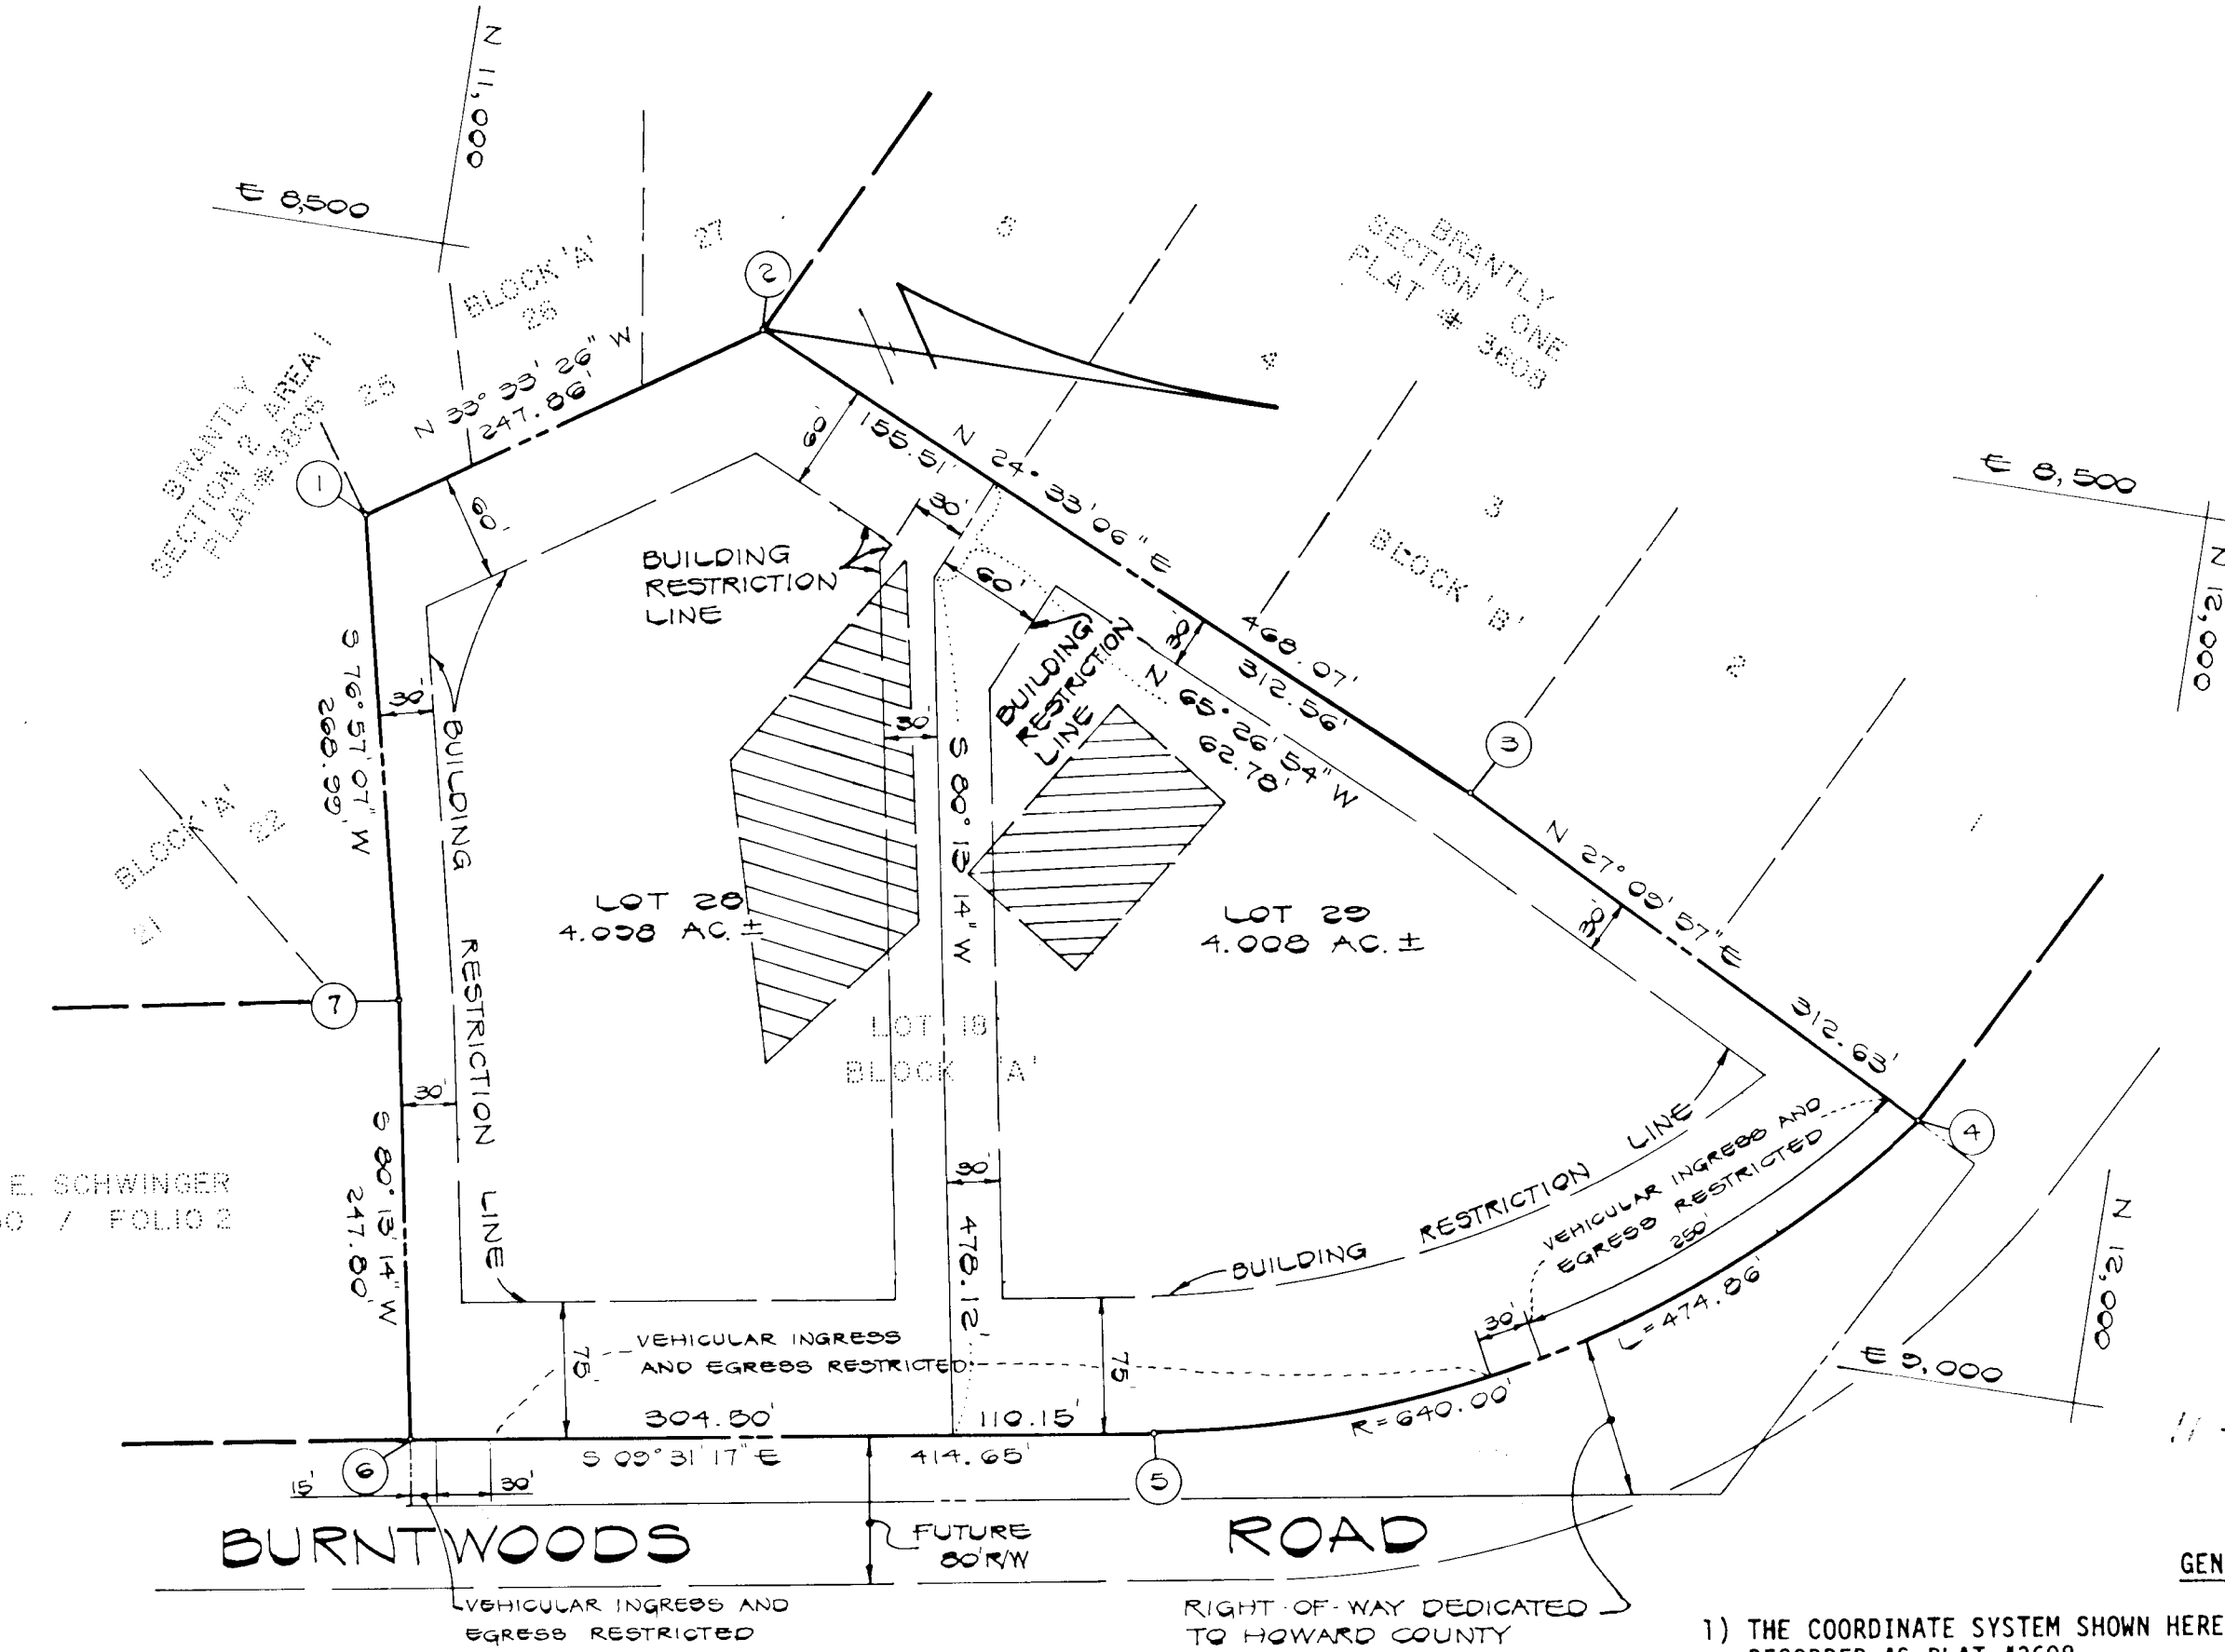 N 11,000
E 8,500
BLOCK 'A'
26
27
2
5
BRANTLY
SECTION ONE
PLAT # 3608
4
BRANTLY
SECTION 2 AREA 1
PLAT # 3806
25
N 33° 33' 26" W
247.86'
1
60'
60'
155.51'
N 24° 33' 06" E
468.07'
312.56'
30'
60'
30'
3
BLOCK 'B'
2
1
E 8,500
N 12,000
BUILDING
RESTRICTION
LINE
BUILDING
RESTRICTION
LINE
N 65° 26' 54" W
62.78'
3
N 27° 09' 57" E
312.63'
30'
S 76° 57' 07" W
268.99'
30'
BUILDING RESTRICTION LINE
30'
S 80° 13' 14" W
478.12'
BLOCK 'A'
22
21
7
LOT 28
4.098 AC. ±
LOT 29
4.008 AC. ±
LOT 18
BLOCK 'A'
30'
S 80° 13' 14" W
247.80'
E. SCHWINGER
/ FOLIO 2
30'
BUILDING RESTRICTION LINE
VEHICULAR INGRESS AND
EGRESS RESTRICTED
250'
30'
4
N 12,000
E 9,000
L = 474.86'
R = 640.00'
VEHICULAR INGRESS
AND EGRESS RESTRICTED
75'
75'
304.50'
110.15'
S 09° 31' 17" E
414.65'
6
5
15'
30'
BURNTWOODS ROAD
FUTURE
80' R/W
VEHICULAR INGRESS AND
EGRESS RESTRICTED
RIGHT-OF-WAY DEDICATED
TO HOWARD COUNTY
GEN
1) THE COORDINATE SYSTEM SHOWN HERE
RECORDED AS PLAT #3608